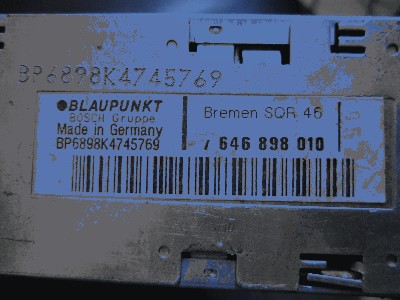 BP6898K4745769
BLAUPUNKT
BOSCH Gruppe
Made in Germany
BP6898K4745769
Bremen SQR 46
7 646 898 010